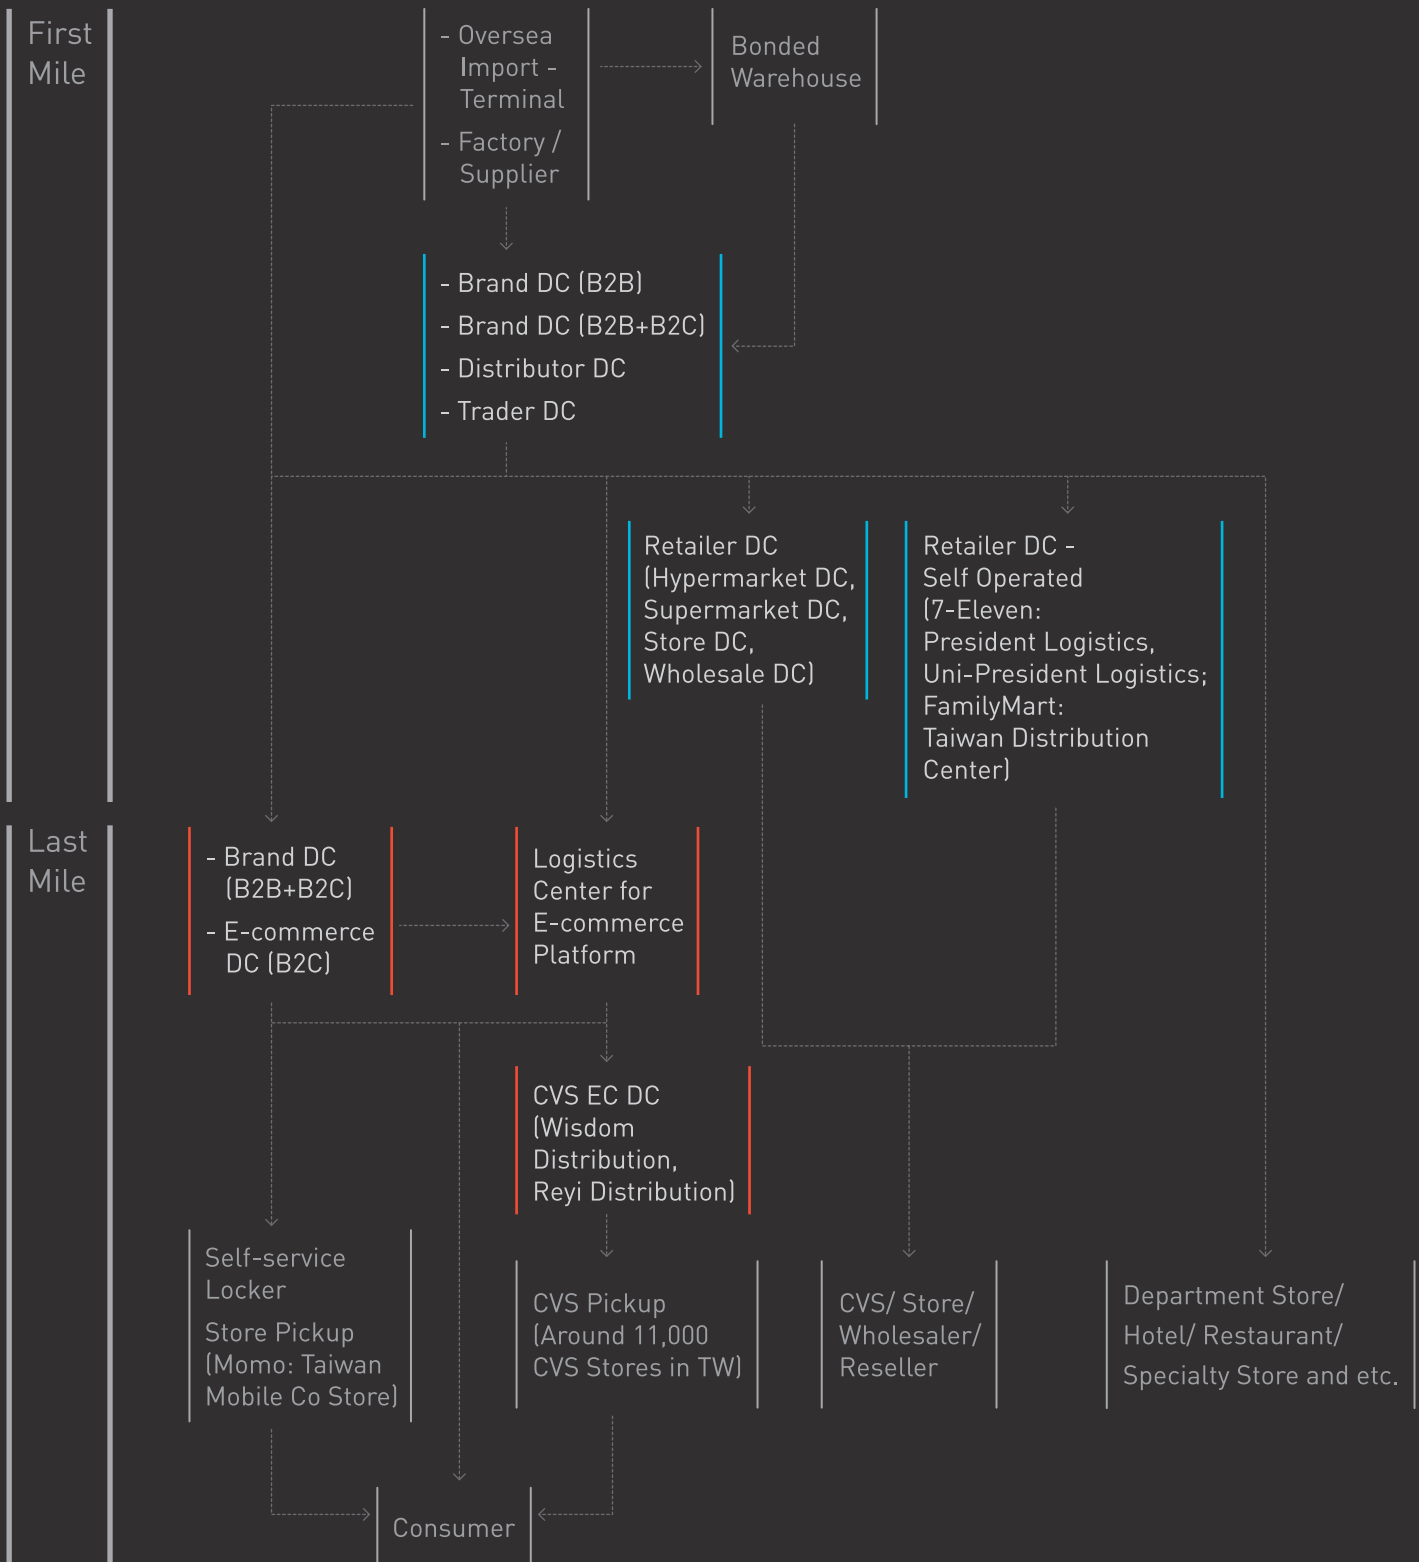 First
Mile
- Oversea
Import -
Terminal
- Factory /
Supplier
Bonded
Warehouse
- Brand DC (B2B)
- Brand DC (B2B+B2C)
- Distributor DC
- Trader DC
Retailer DC
(Hypermarket DC,
Supermarket DC,
Store DC,
Wholesale DC)
Retailer DC -
Self Operated
(7-Eleven:
President Logistics,
Uni-President Logistics;
FamilyMart:
Taiwan Distribution
Center)
Last
Mile
- Brand DC
(B2B+B2C)
- E-commerce
DC (B2C)
Logistics
Center for
E-commerce
Platform
CVS EC DC
(Wisdom
Distribution,
Reyi Distribution)
Self-service
Locker
Store Pickup
(Momo: Taiwan
Mobile Co Store)
CVS Pickup
(Around 11,000
CVS Stores in TW)
CVS/ Store/
Wholesaler/
Reseller
Department Store/
Hotel/ Restaurant/
Specialty Store and etc.
Consumer